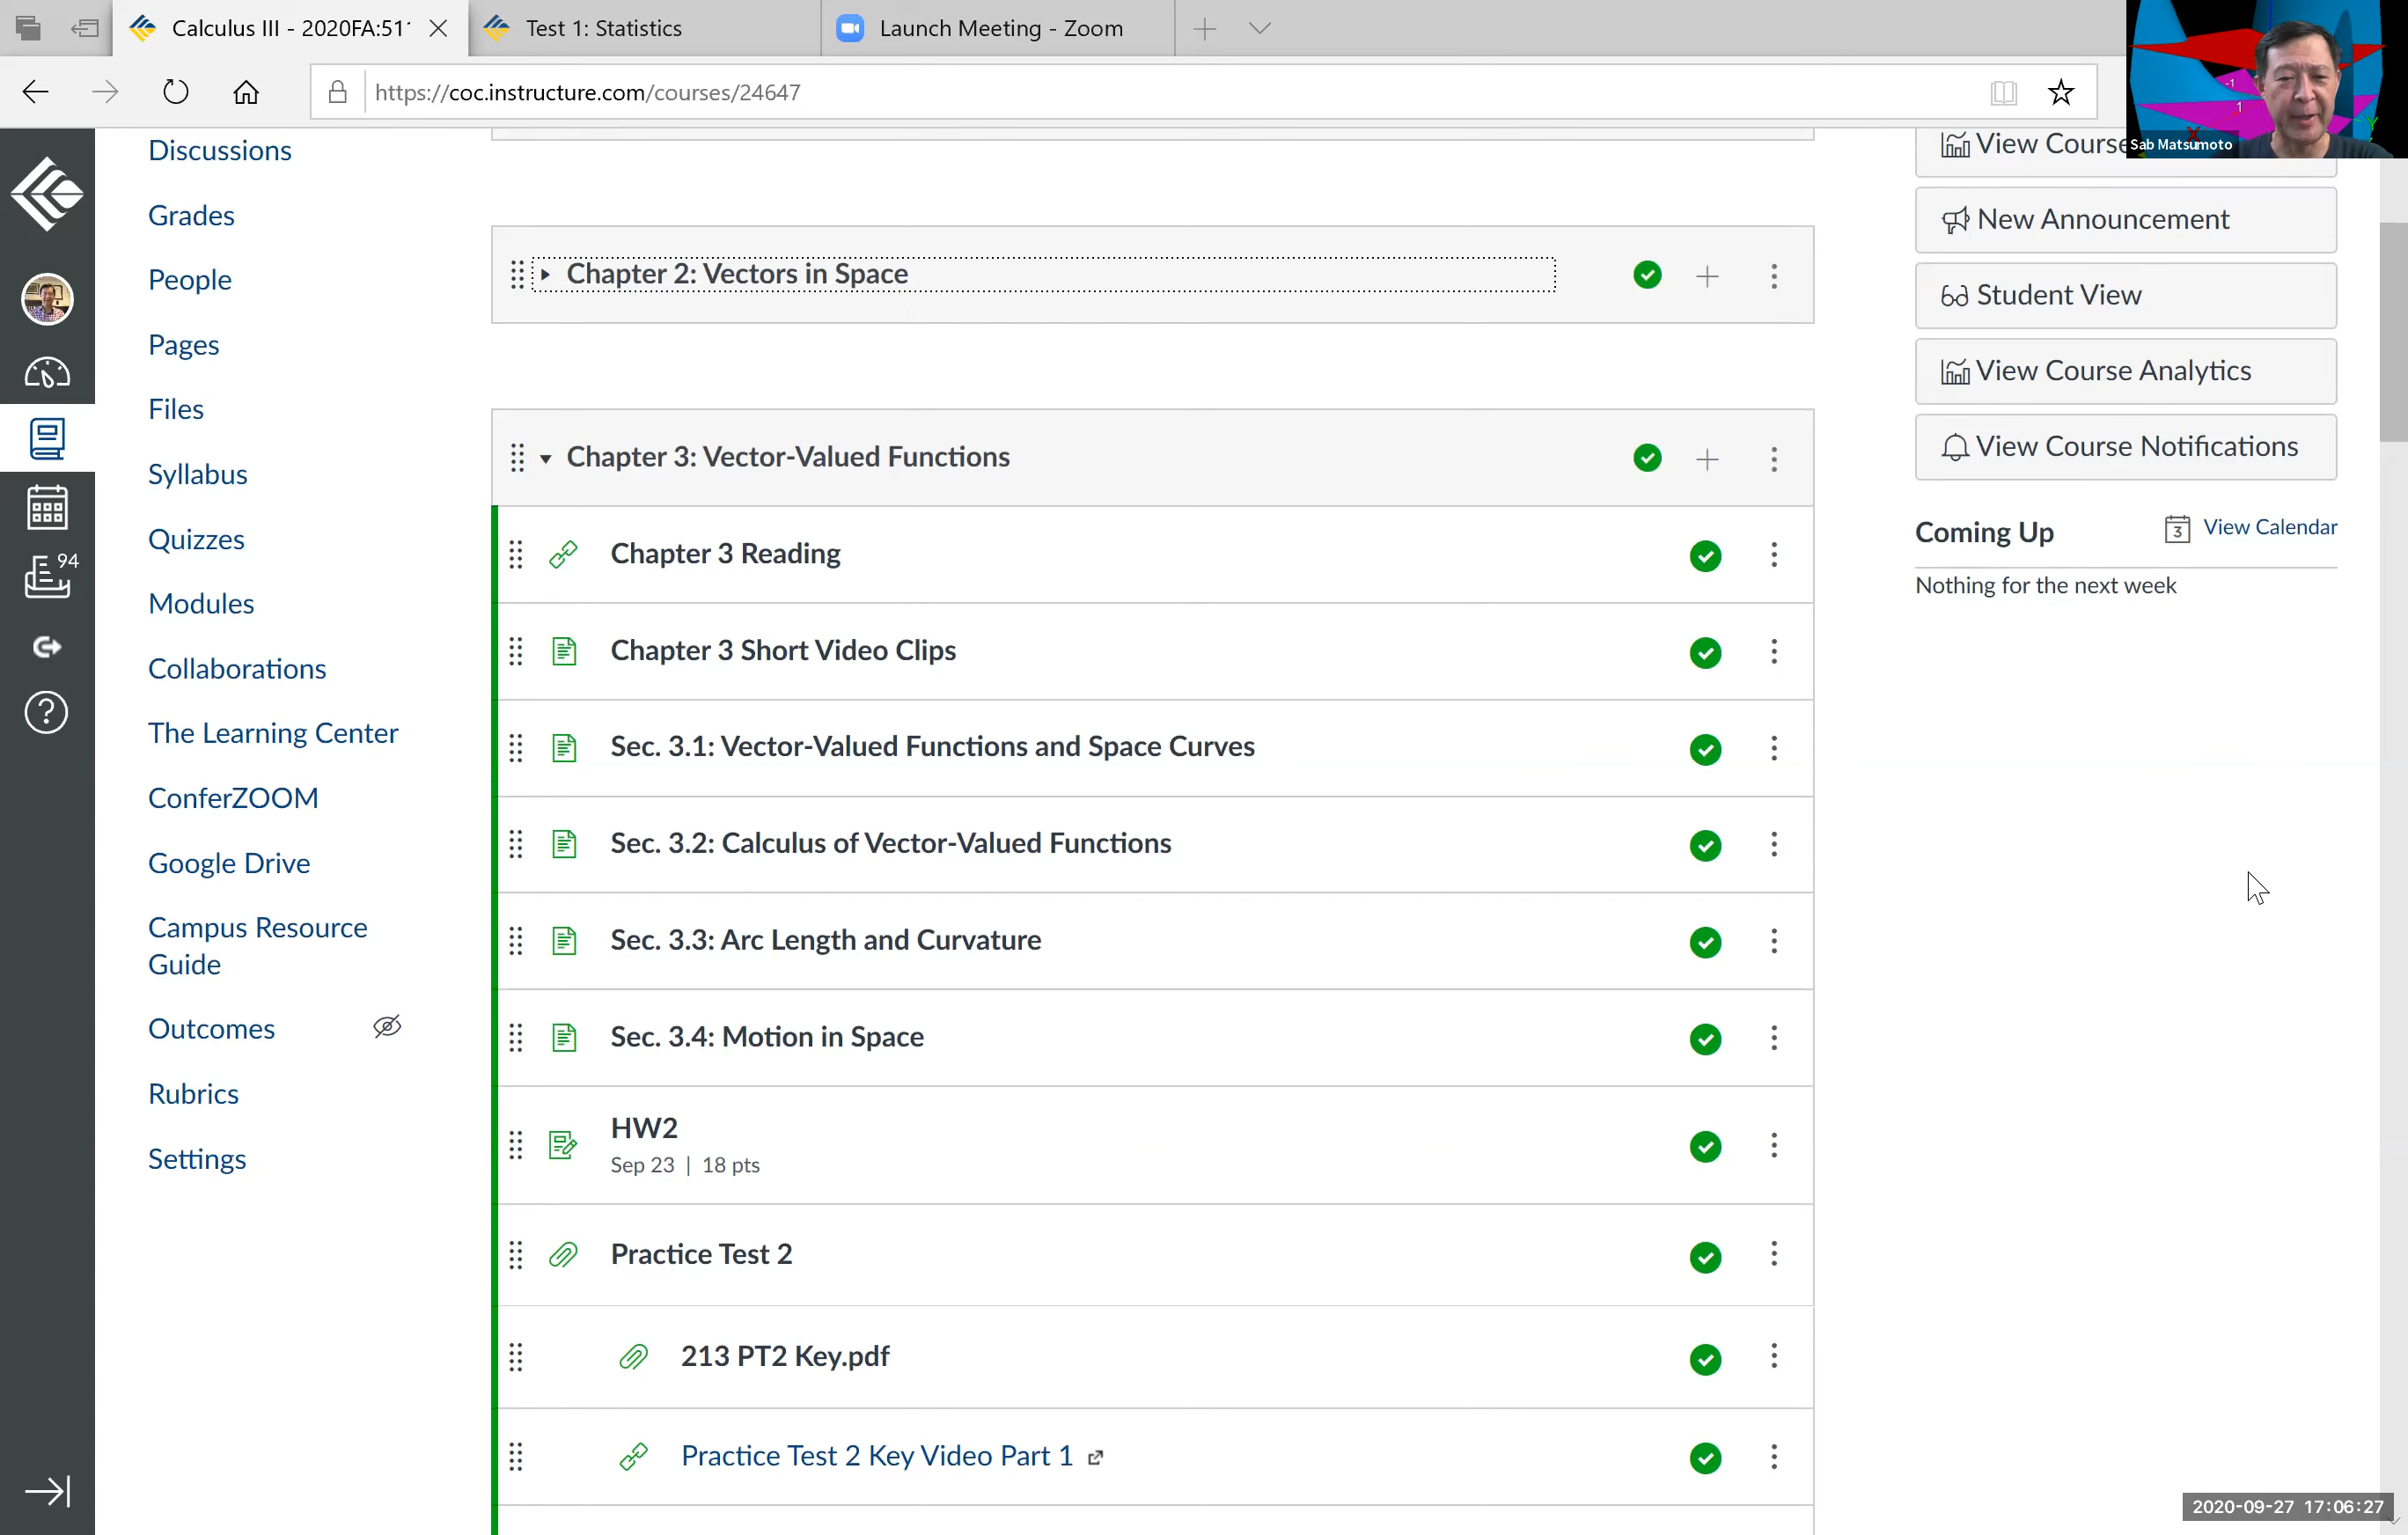 Calculus III - 2020FA:511
Test 1: Statistics
Launch Meeting - Zoom
https://coc.instructure.com/courses/24647
Sab Matsumoto
-1
1
X
Y
94
Discussions
Grades
People
Pages
Files
Syllabus
Quizzes
Modules
Collaborations
The Learning Center
ConferZOOM
Google Drive
Campus Resource
Guide
Outcomes
Rubrics
Settings
Chapter 2: Vectors in Space
Chapter 3: Vector-Valued Functions
Chapter 3 Reading
Chapter 3 Short Video Clips
Sec. 3.1: Vector-Valued Functions and Space Curves
Sec. 3.2: Calculus of Vector-Valued Functions
Sec. 3.3: Arc Length and Curvature
Sec. 3.4: Motion in Space
HW2
Sep 23 | 18 pts
Practice Test 2
213 PT2 Key.pdf
Practice Test 2 Key Video Part 1
View Course
New Announcement
Student View
View Course Analytics
View Course Notifications
Coming Up
3 View Calendar
Nothing for the next week
2020-09-27 17:06:27